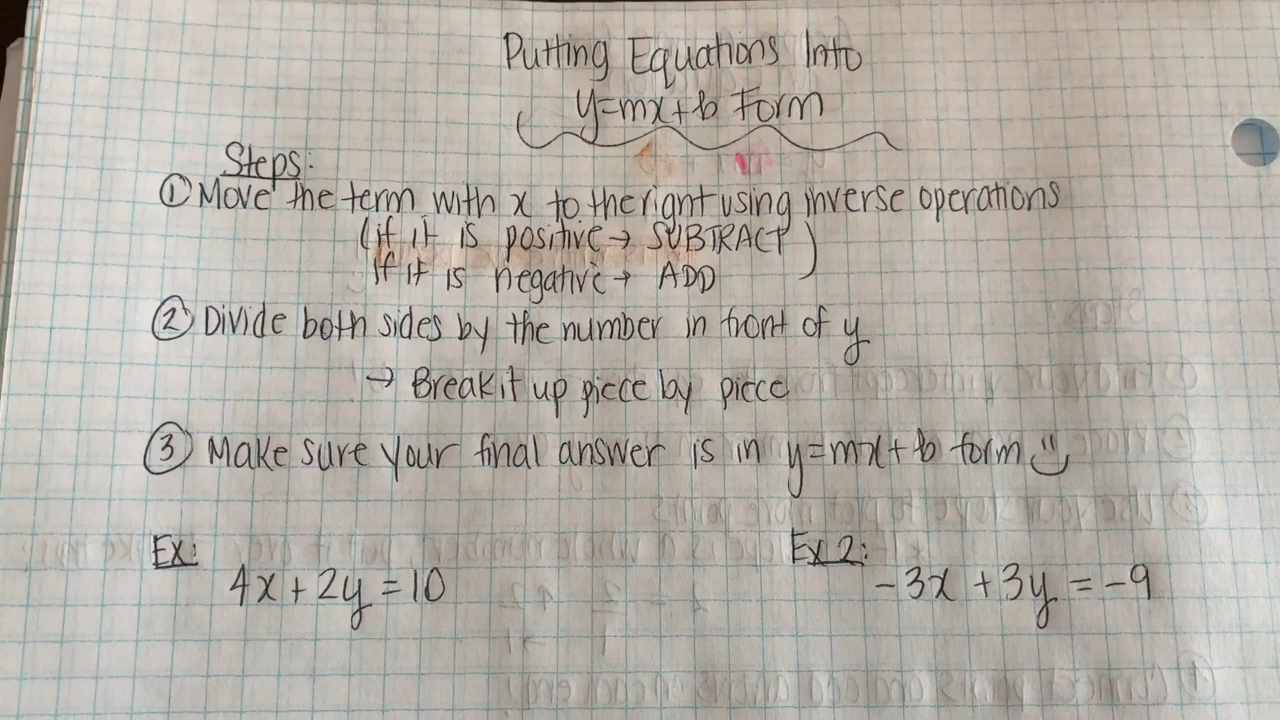 Putting Equations Into
y=mx+b Form
Steps:
① Move the term with x to the right using inverse operations
(if it is positive → SUBTRACT
if it is negative → ADD)
② Divide both sides by the number in front of y
→ Break it up piece by piece
③ Make sure your final answer is in y=mx+b form
Ex:
4x+2y=10
Ex 2:
-3x+3y=-9